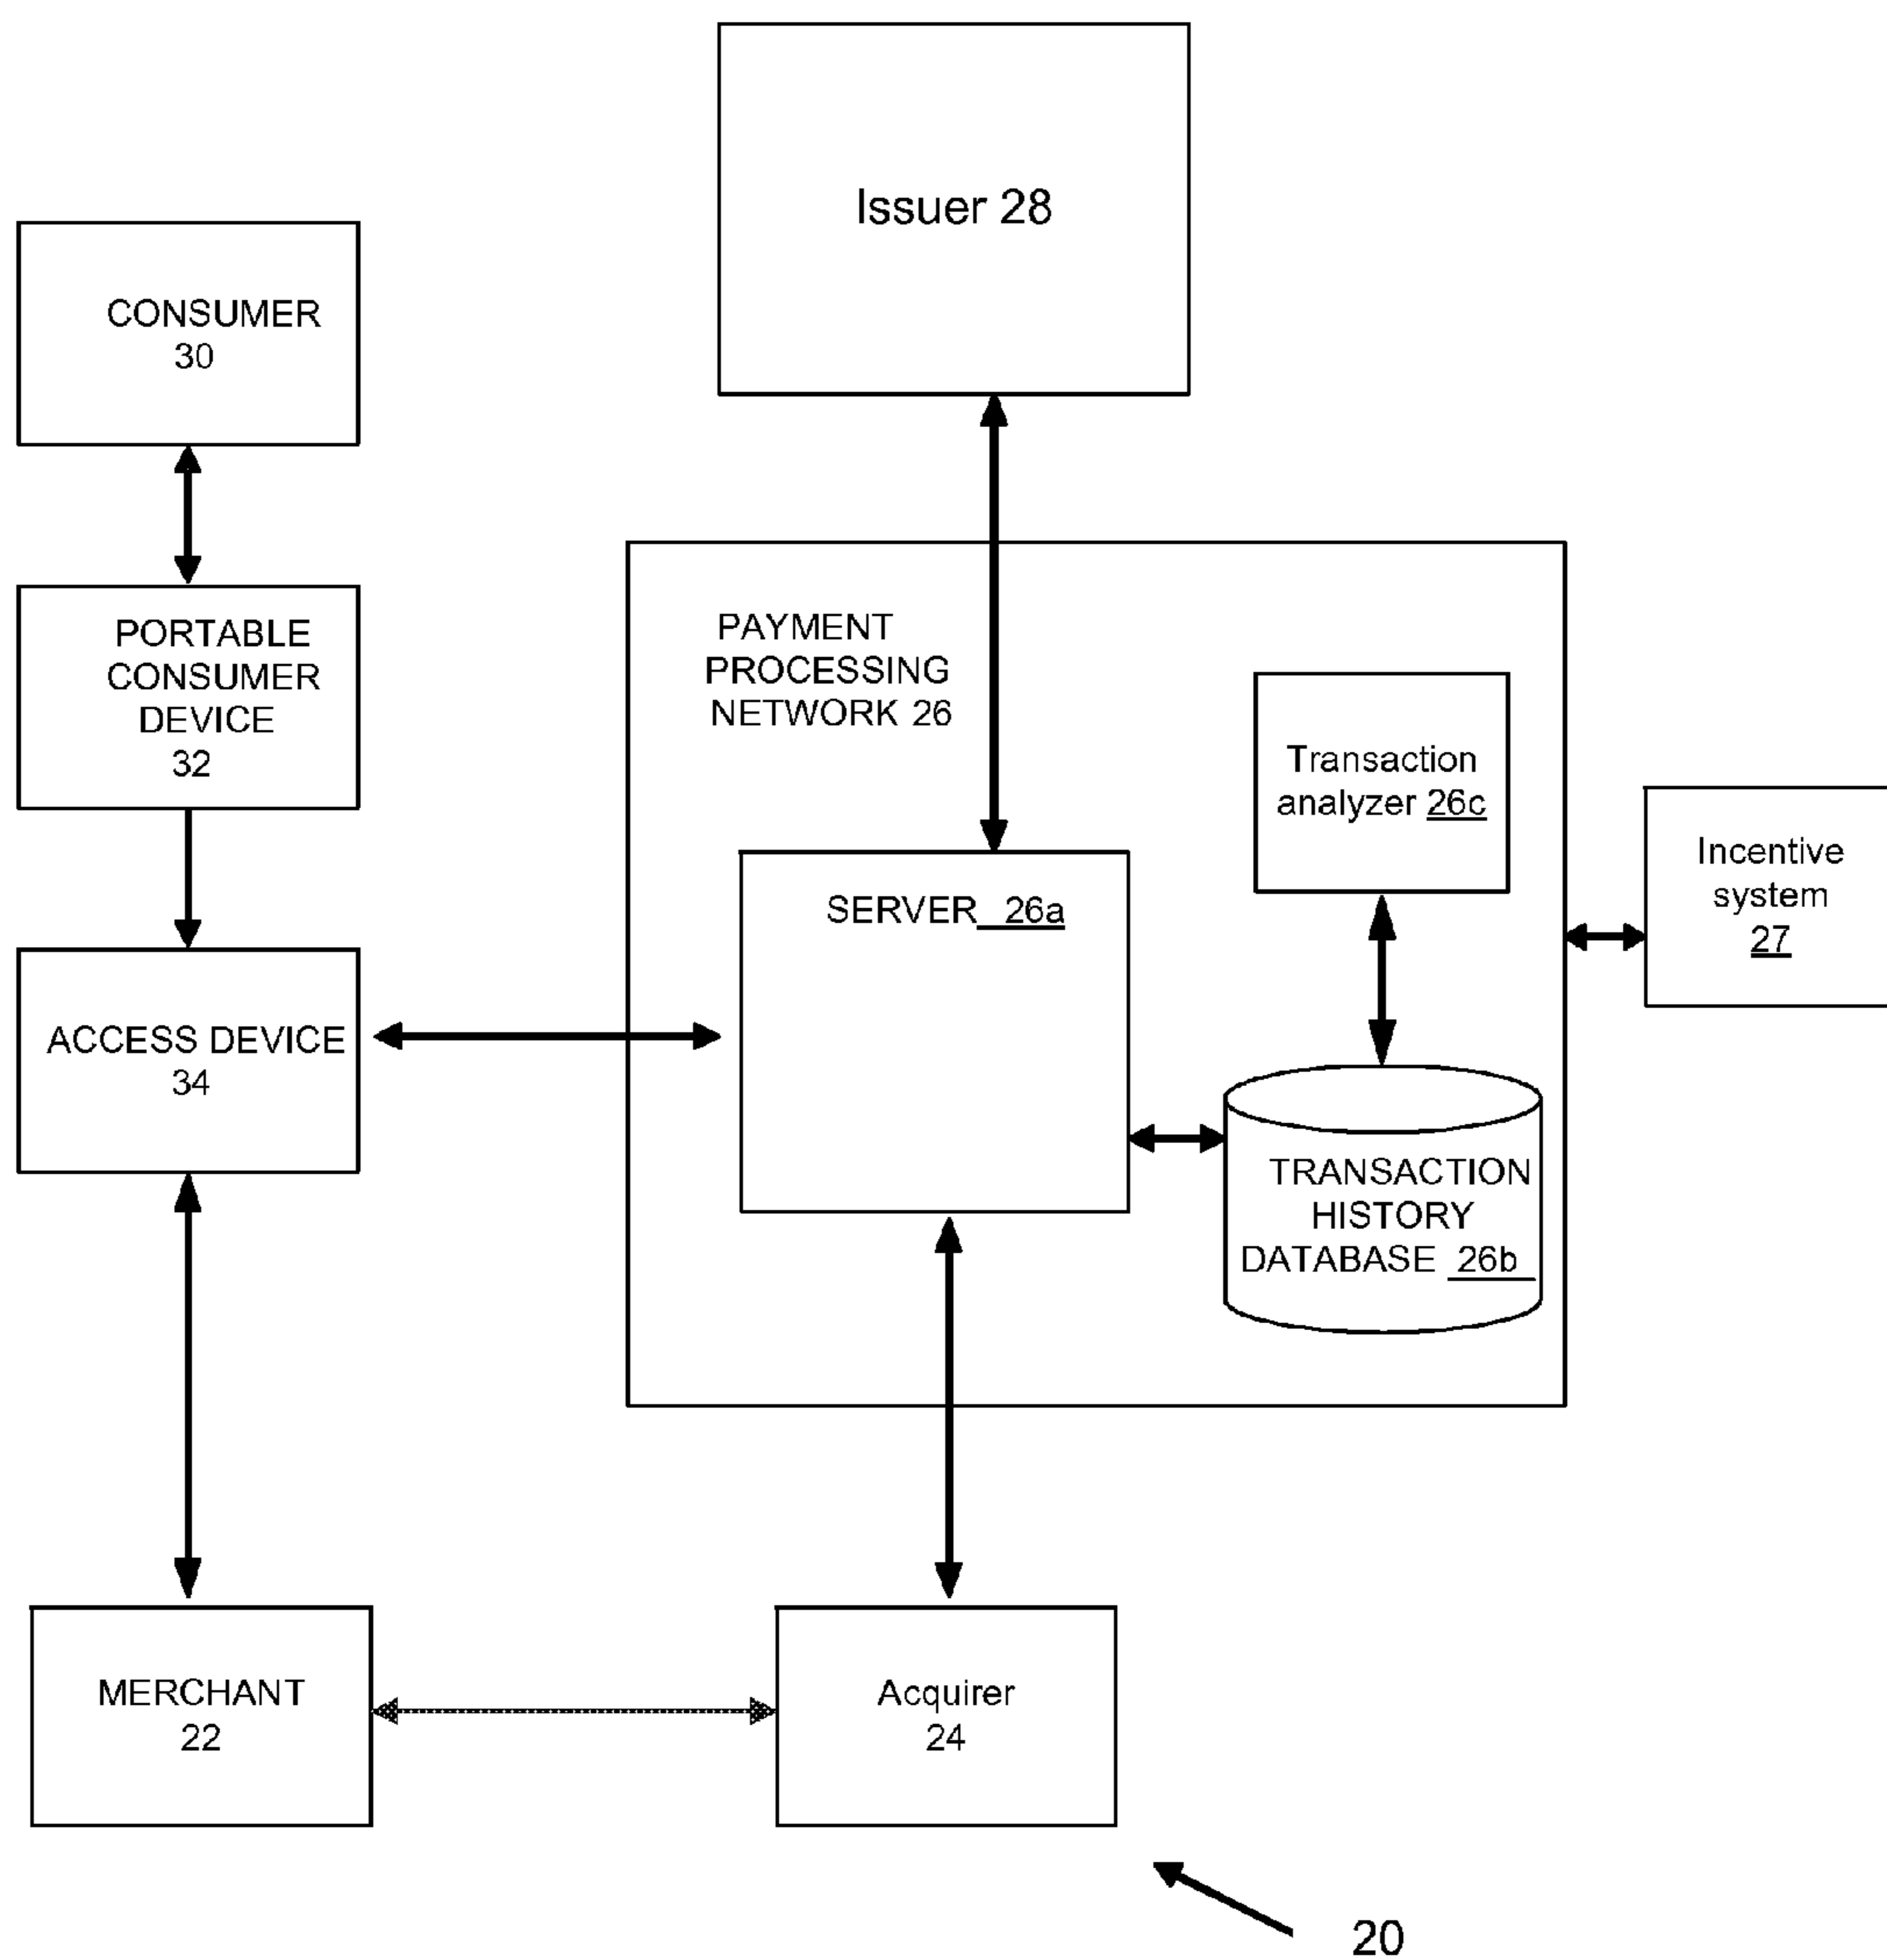 Issuer 28
CONSUMER
30
PORTABLE
CONSUMER
DEVICE
32
PAYMENT
PROCESSING
NETWORK 26
Transaction
analyzer 26c
Incentive
system
27
SERVER 26a
ACCESS DEVICE
34
TRANSACTION
HISTORY
DATABASE 26b
MERCHANT
22
Acquirer
24
20